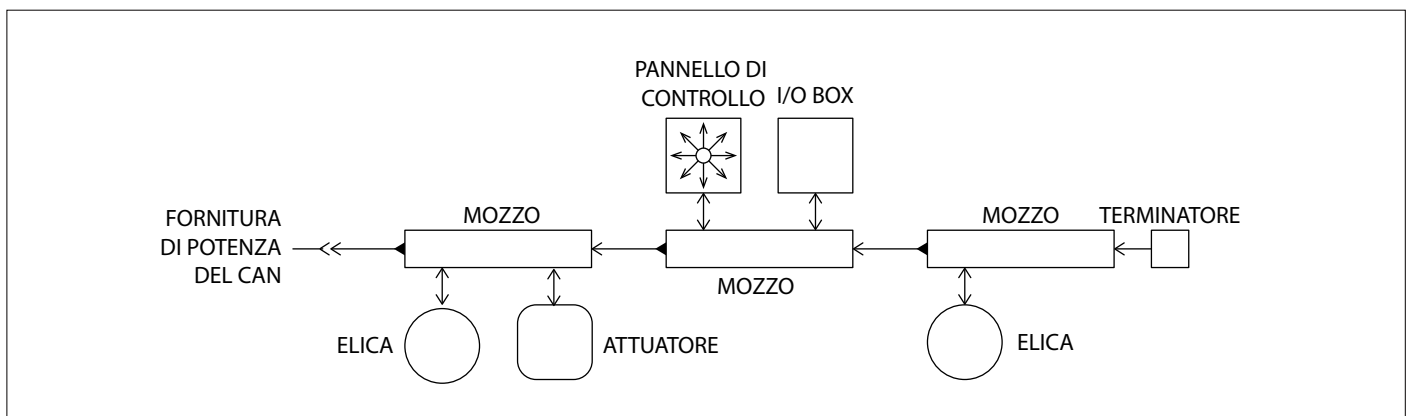 PANNELLO DI
CONTROLLO
I/O BOX
FORNITURA
DI POTENZA
DEL CAN
MOZZO
MOZZO
MOZZO
TERMINATORE
ELICA
ATTUATORE
ELICA